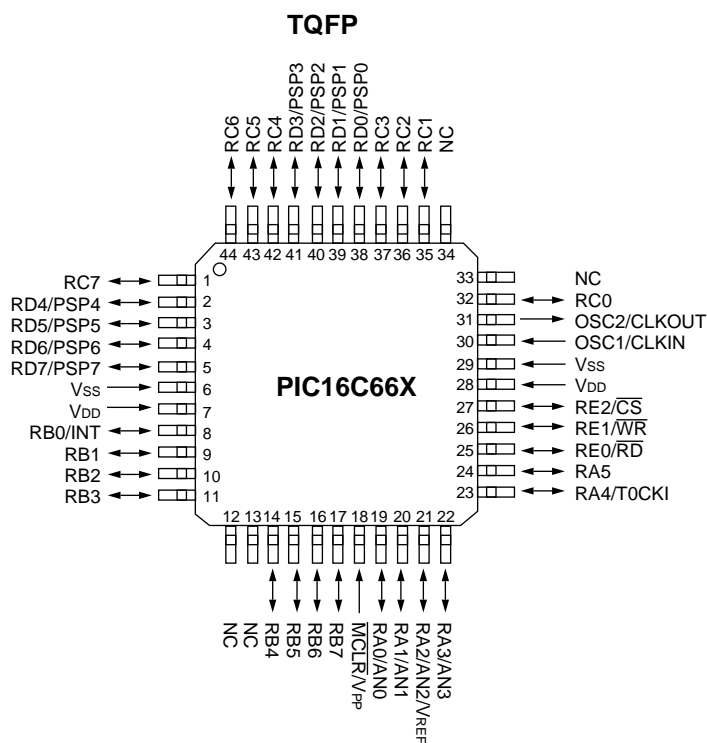 TQFP
RC6
RC5
RC4
RD3/PSP3
RD2/PSP2
RD1/PSP1
RD0/PSP0
RC3
RC2
RC1
NC
44
43
42
41
40
39
38
37
36
35
34
RC7 1
RD4/PSP4 2
RD5/PSP5 3
RD6/PSP6 4
RD7/PSP7 5
VSS 6
VDD 7
RB0/INT 8
RB1 9
RB2 10
RB3 11
PIC16C66X
33 NC
32 RC0
31 OSC2/CLKOUT
30 OSC1/CLKIN
29 VSS
28 VDD
27 RE2/CS
26 RE1/WR
25 RE0/RD
24 RA5
23 RA4/T0CKI
12
13
14
15
16
17
18
19
20
21
22
NC
NC
RB4
RB5
RB6
RB7
MCLR/VPP
RA0/AN0
RA1/AN1
RA2/AN2/VREF
RA3/AN3